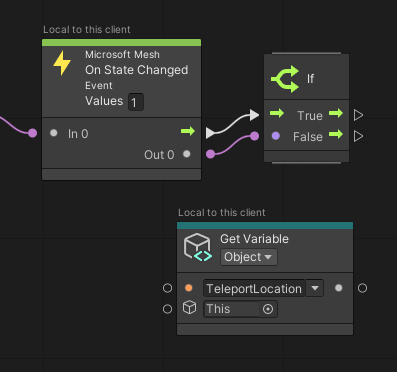 Local to this client
Microsoft Mesh
On State Changed
Event
Values 1
In 0
Out 0
If
True
False
Local to this client
Get Variable
Object
TeleportLocation
This